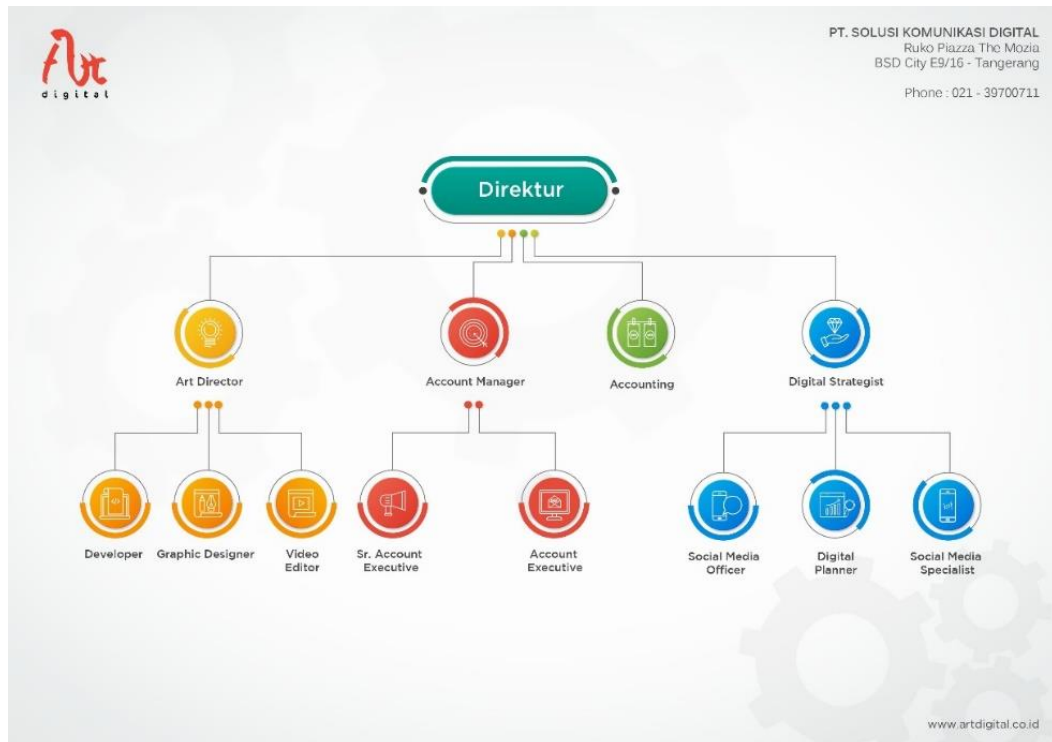 Art
digital
PT. SOLUSI KOMUNIKASI DIGITAL
Ruko Piazza The Mozia
BSD City E9/16 - Tangerang
Phone : 021 - 39700711
Direktur
Art Director
Account Manager
Accounting
Digital Strategist
Developer
Graphic Designer
Video
Editor
Sr. Account
Executive
Account
Executive
Social Media
Officer
Digital
Planner
Social Media
Specialist
www.artdigital.co.id